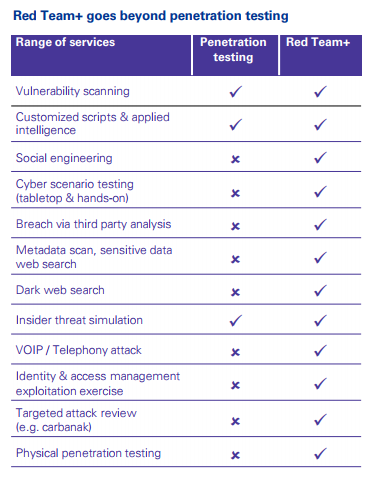 Red Team+ goes beyond penetration testing
Range of services Penetration testing Red Team+
Vulnerability scanning ✓ ✓
Customized scripts & applied
intelligence ✓ ✓
Social engineering ✗ ✓
Cyber scenario testing
(tabletop & hands-on) ✗ ✓
Breach via third party analysis ✗ ✓
Metadata scan, sensitive data
web search ✗ ✓
Dark web search ✗ ✓
Insider threat simulation ✓ ✓
VOIP / Telephony attack ✗ ✓
Identity & access management
exploitation exercise ✗ ✓
Targeted attack review
(e.g. carbanak) ✗ ✓
Physical penetration testing ✗ ✓